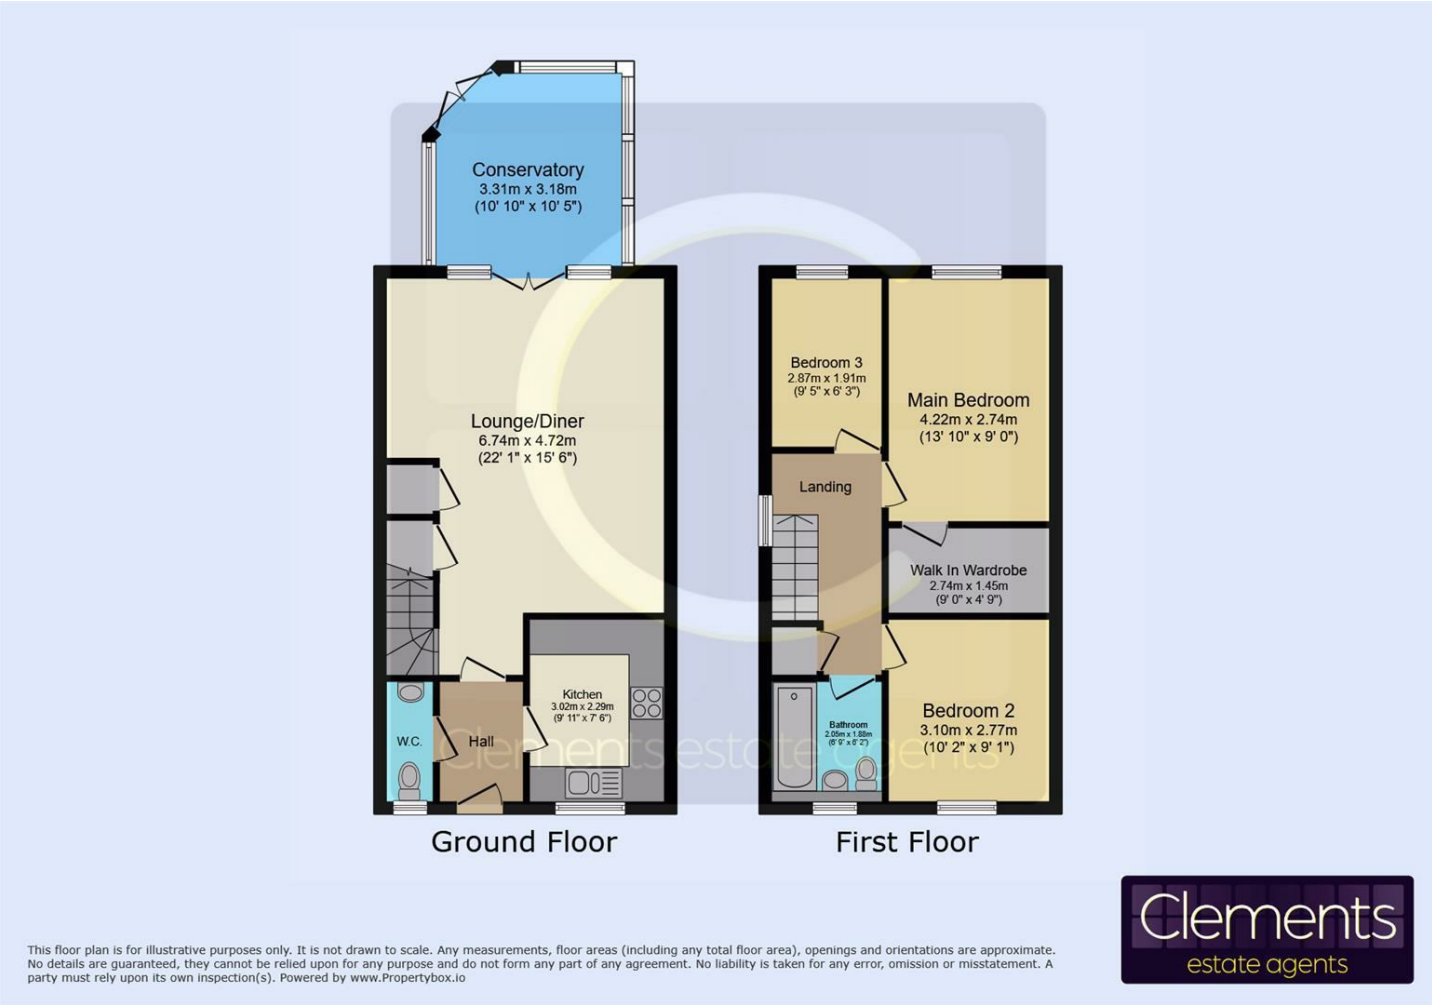 Conservatory
3.31m x 3.18m
(10' 10" x 10' 5")
Lounge/Diner
6.74m x 4.72m
(22' 1" x 15' 6")
Kitchen
3.02m x 2.29m
(9' 11" x 7' 6")
W.C.
Hall
Ground Floor
Bedroom 3
2.87m x 1.91m
(9' 5" x 6' 3")
Main Bedroom
4.22m x 2.74m
(13' 10" x 9' 0")
Landing
Walk In Wardrobe
2.74m x 1.45m
(9' 0" x 4' 9")
Bedroom 2
3.10m x 2.77m
(10' 2" x 9' 1")
Bathroom
2.05m x 1.88m
(6' 9" x 6' 2")
First Floor
Clements estate agents
Clements
estate agents
This floor plan is for illustrative purposes only. It is not drawn to scale. Any measurements, floor areas (including any total floor area), openings and orientations are approximate.
No details are guaranteed, they cannot be relied upon for any purpose and do not form any part of any agreement. No liability is taken for any error, omission or misstatement. A
party must rely upon its own inspection(s). Powered by www.Propertybox.io